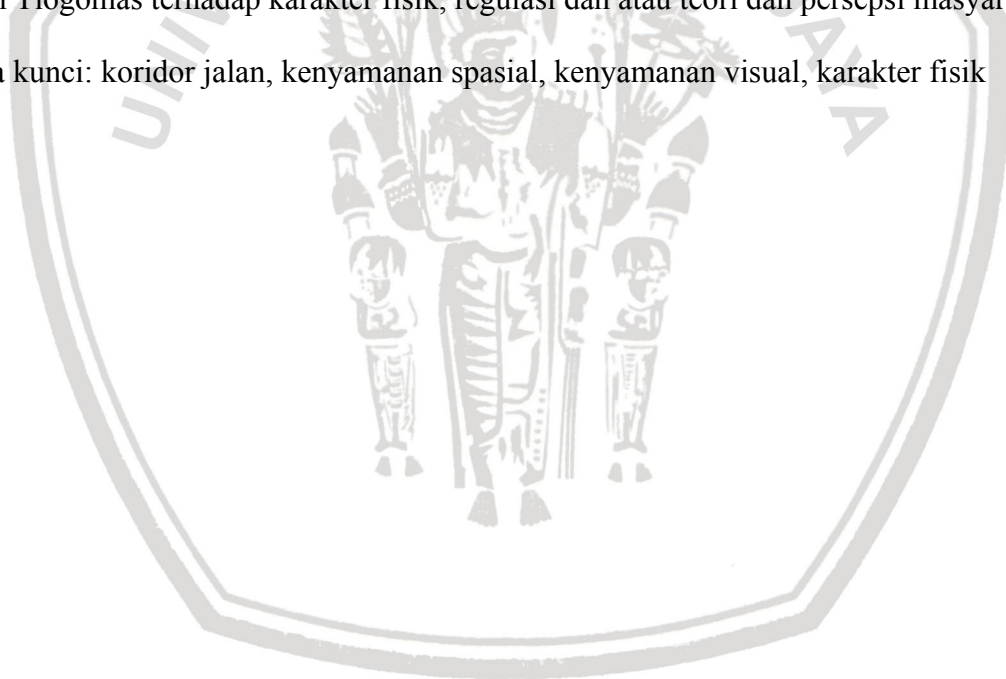 Tlogomas terhadap karakter fisik, regulasi dan atau teori dan persepsi
kunci: koridor jalan, kenyamanan spasial, kenyamanan visual, karakter fisik